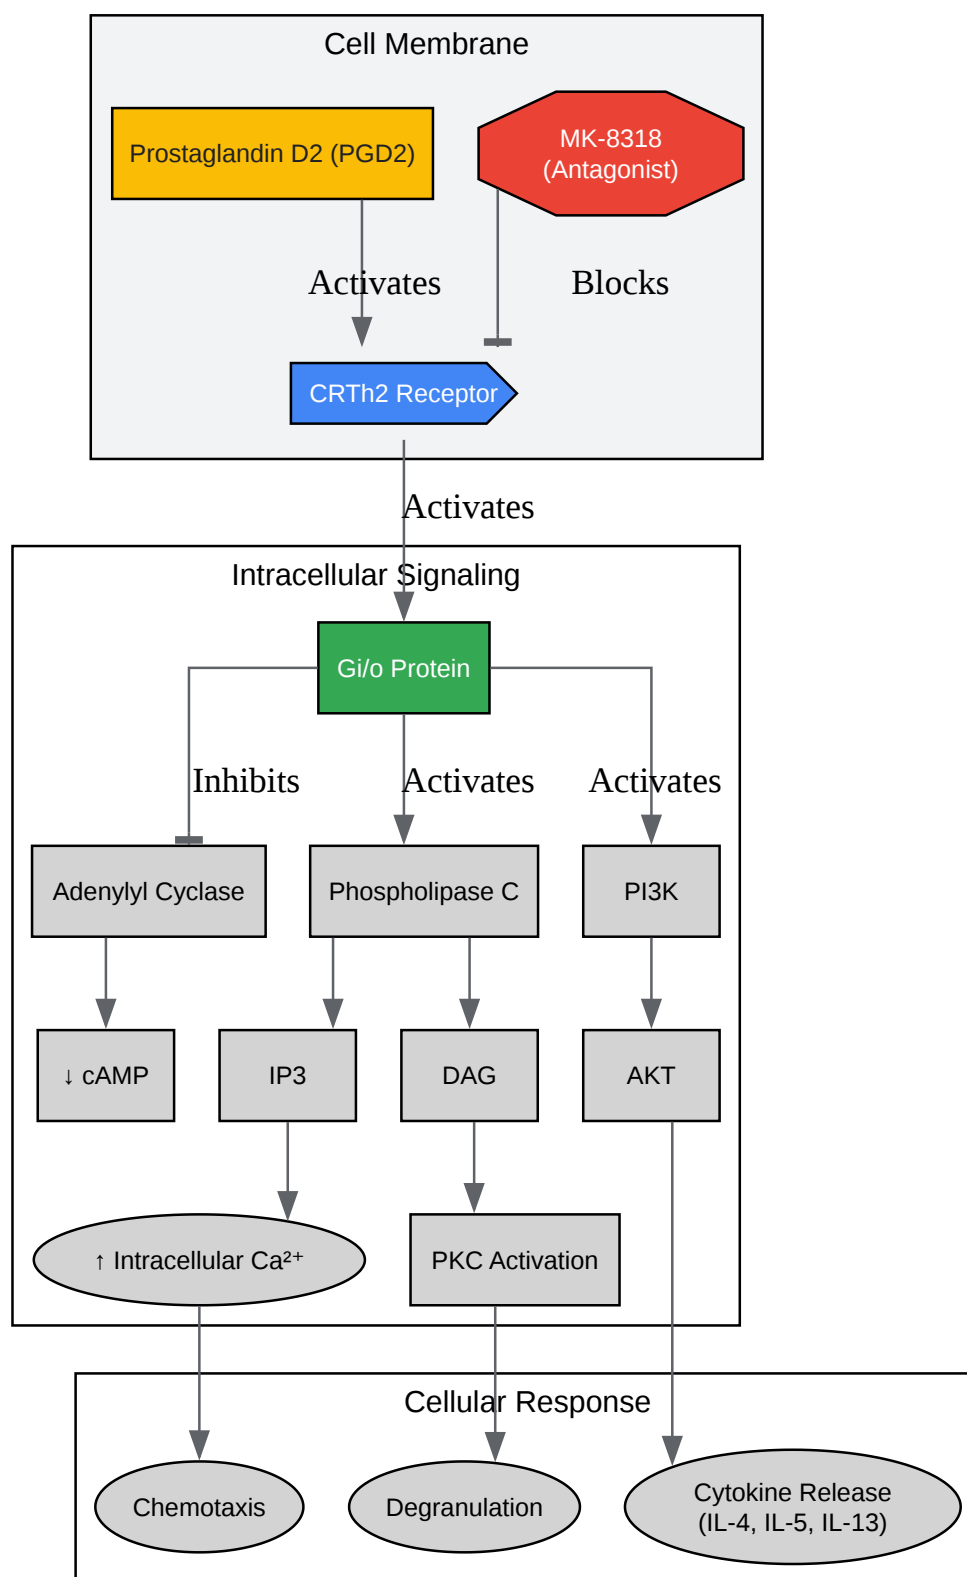 Cell Membrane
Prostaglandin D2 (PGD2)
MK-8318
(Antagonist)
Activates
Blocks
CRTh2 Receptor
Activates
Intracellular Signaling
Gi/o Protein
Inhibits
Activates
Activates
Adenylyl Cyclase
Phospholipase C
PI3K
↓ cAMP
IP3
DAG
AKT
↑ Intracellular Ca²⁺
PKC Activation
Cellular Response
Chemotaxis
Degranulation
Cytokine Release
(IL-4, IL-5, IL-13)